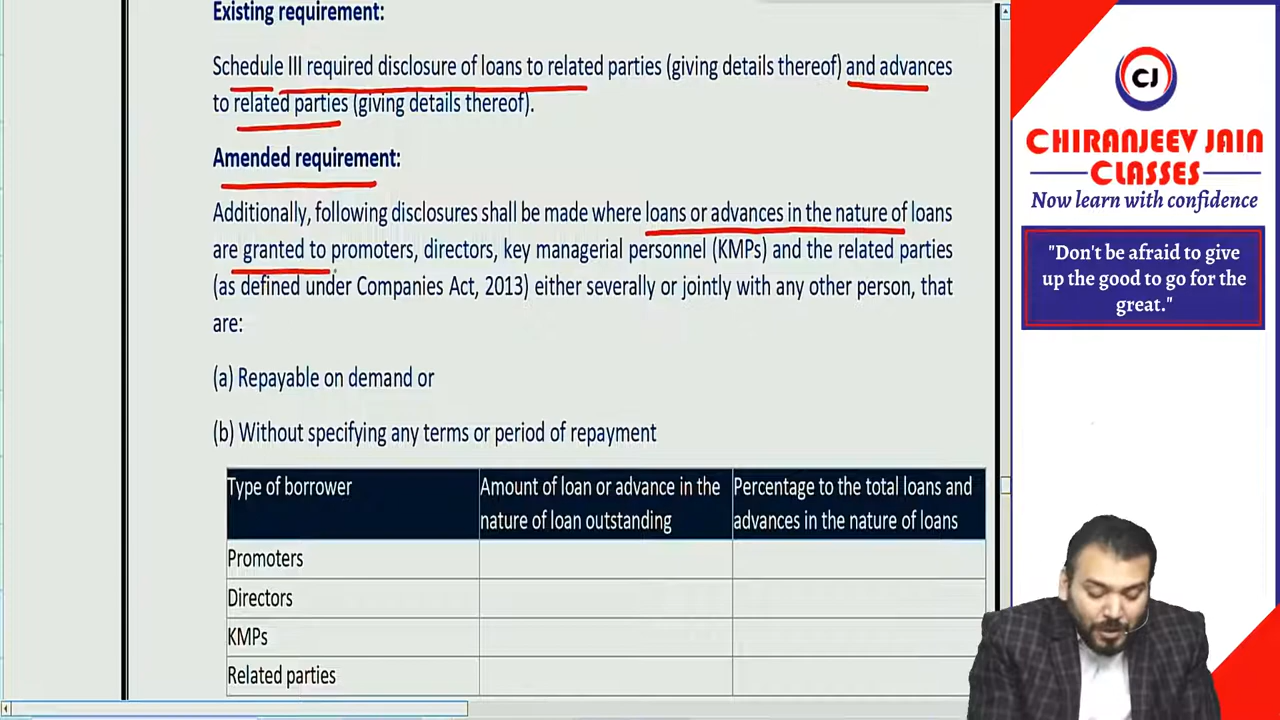 Existing requirement:
Schedule III required disclosure of loans to related parties (giving details thereof) and advances
to related parties (giving details thereof).
Amended requirement:
Additionally, following disclosures shall be made where loans or advances in the nature of loans
are granted to promoters, directors, key managerial personnel (KMPs) and the related parties
(as defined under Companies Act, 2013) either severally or jointly with any other person, that
are:
(a) Repayable on demand or
(b) Without specifying any terms or period of repayment
Type of borrower
Amount of loan or advance in the
nature of loan outstanding
Percentage to the total loans and
advances in the nature of loans
Promoters
Directors
KMPs
Related parties
CJ
CHIRANJEEV JAIN
CLASSES
Now learn with confidence
"Don't be afraid to give
up the good to go for the
great."